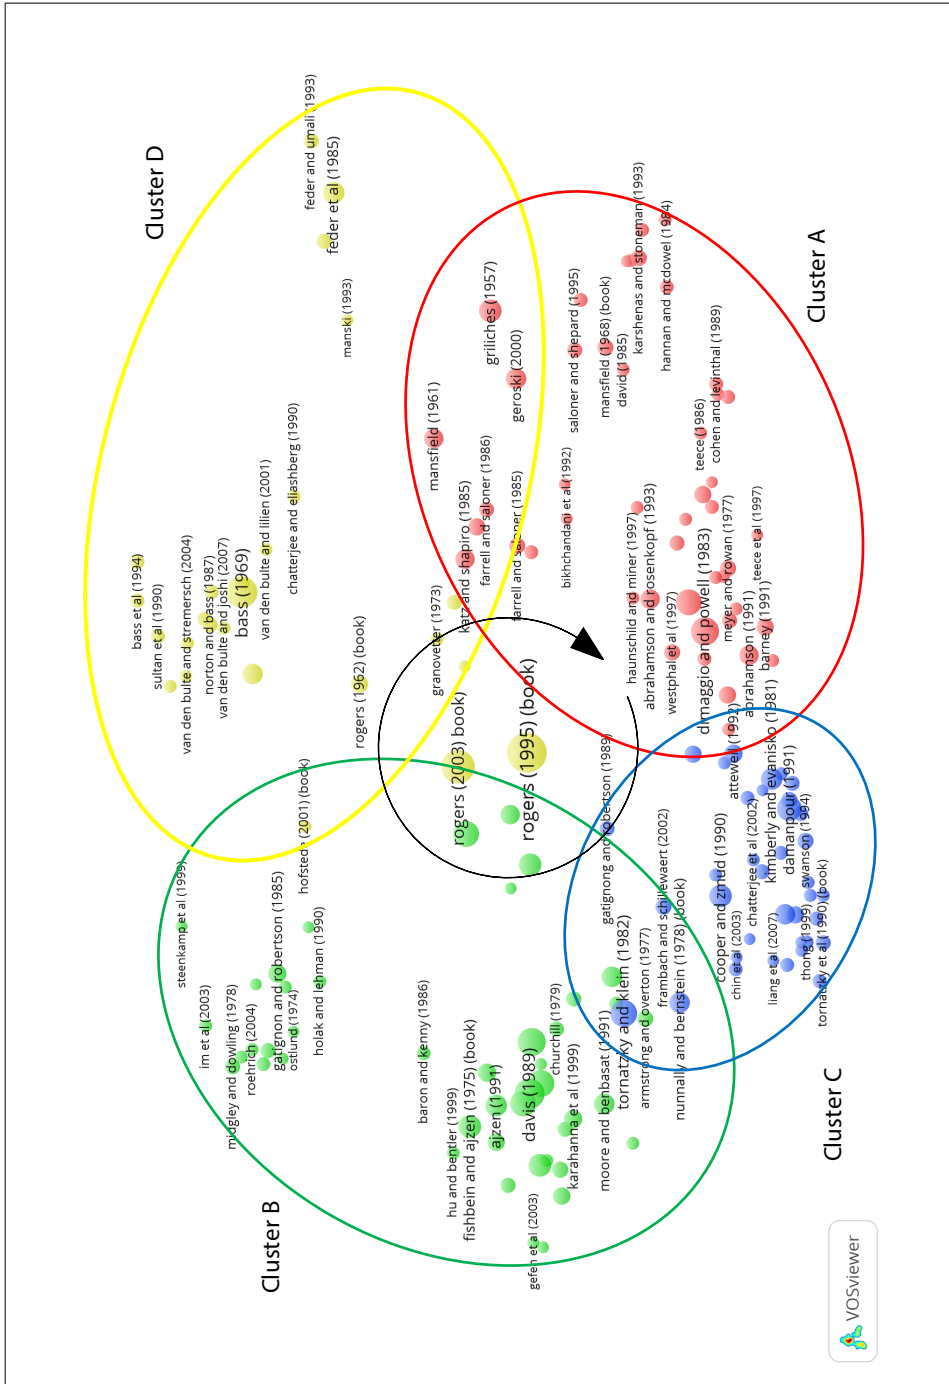 bass et al (1994)
Cluster D
sultan et al (1990)
steenkamp et al (1999)
van den bulte and stremersch (2004)
im et al (2003)
norton and bass (1987)
van den bulte and joshi (2007)
midgley and dowling (1978)
bass (1969)
roehrich (2004)
van den bulte and lilien (2001)
Cluster B
gatignon and robertson (1985)
ostlund (1974)
chatterjee and eliashberg (1990)
hofstede (2001) (book)
feder and umali (1993)
holak and lehman (1990)
feder et al (1985)
manski (1993)
rogers (1962) (book)
baron and kenny (1986)
mansfield (1961)
granovetter (1973)
hu and bentler (1999)
rogers (2003) book)
katz and shapiro (1985)
fishbein and ajzen (1975) (book)
farrell and saloner (1986)
griliches (1957)
ajzen (1991)
geroski (2000)
farrell and saloner (1985)
rogers (1995) (book)
davis (1989)
gefen et al (2003)
churchill (1979)
bikhchandani et al (1992)
karahanna et al (1999)
saloner and shepard (1995)
moore and benbasat (1991)
gatignong and robertson (1989)
mansfield (1968) (book)
david (1985)
tornatzky and klein (1982)
haunschild and miner (1997)
karshenas and stoneman (1993)
armstrong and overton (1977)
abrahamson and rosenkopf (1993)
frambach and schillewaert (2002)
hannan and mcdowel (1984)
westphal et al (1997)
nunnally and bernstein (1978) (book)
teece (1986)
dimaggio and powell (1983)
cohen and levinthal (1989)
cooper and zmud (1990)
meyer and rowan (1977)
attewell (1992)
chin et al (2003)
abrahamson (1991)
chatterjee et al (2002)
teece et al (1997)
barney (1991)
kimberly and evanisko (1981)
liang et al (2007)
damanpour (1991)
swanson (1994)
thong (1999)
Cluster A
tornatzky et al (1990) (book)
Cluster C
VOSviewer